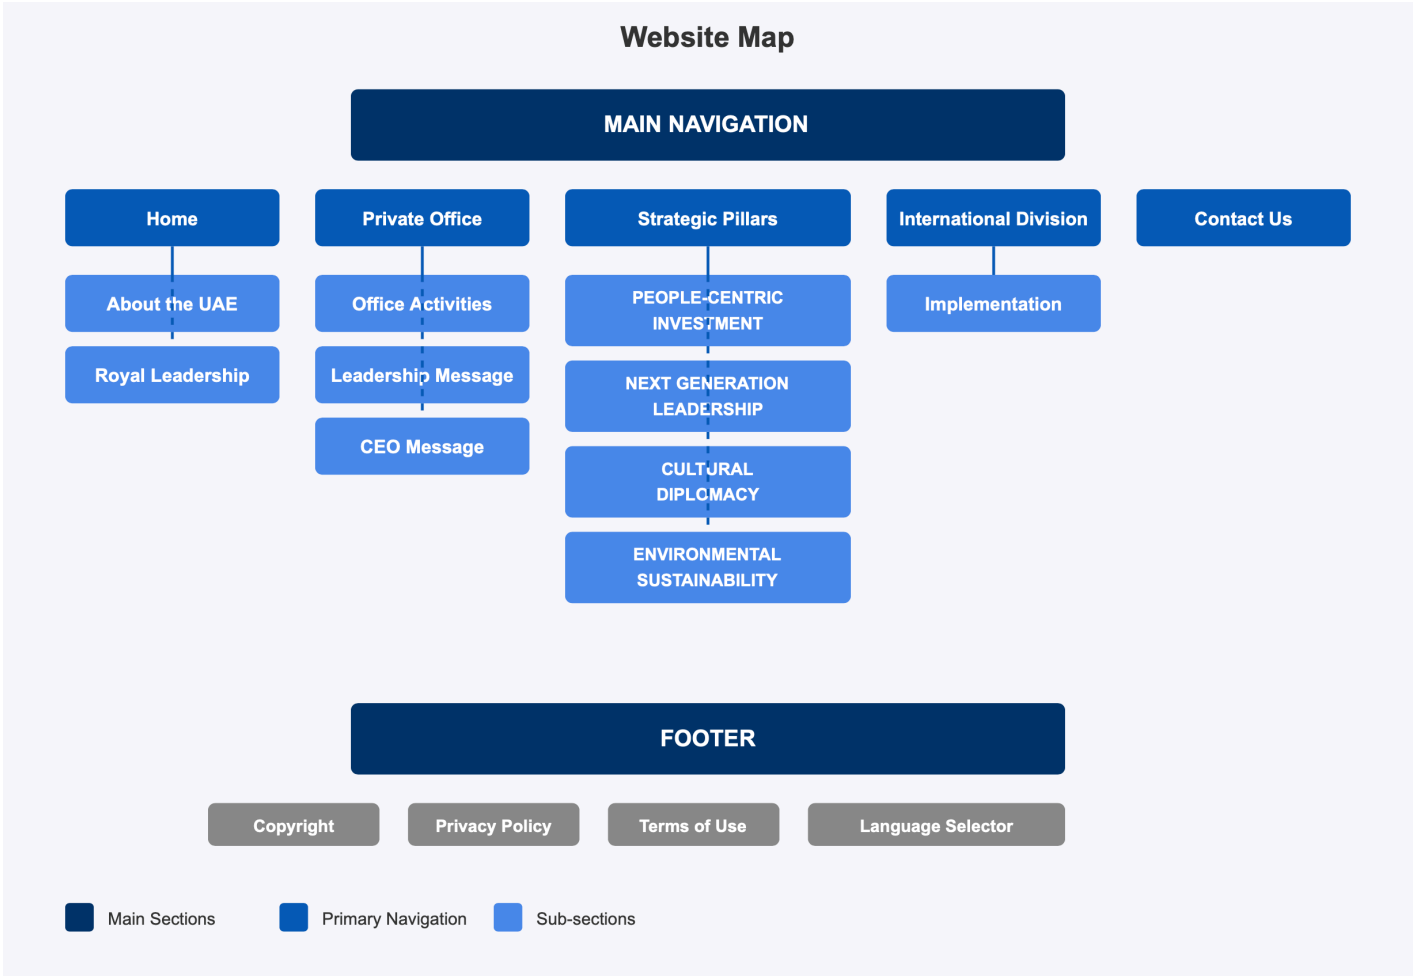 Website Map
MAIN NAVIGATION
Home
Private Office
Strategic Pillars
International Division
Contact Us
About the UAE
Royal Leadership
Office Activities
Leadership Message
CEO Message
PEOPLE-CENTRIC
INVESTMENT
NEXT GENERATION
LEADERSHIP
CULTURAL
DIPLOMACY
ENVIRONMENTAL
SUSTAINABILITY
Implementation
FOOTER
Copyright
Privacy Policy
Terms of Use
Language Selector
Main Sections
Primary Navigation
Sub-sections